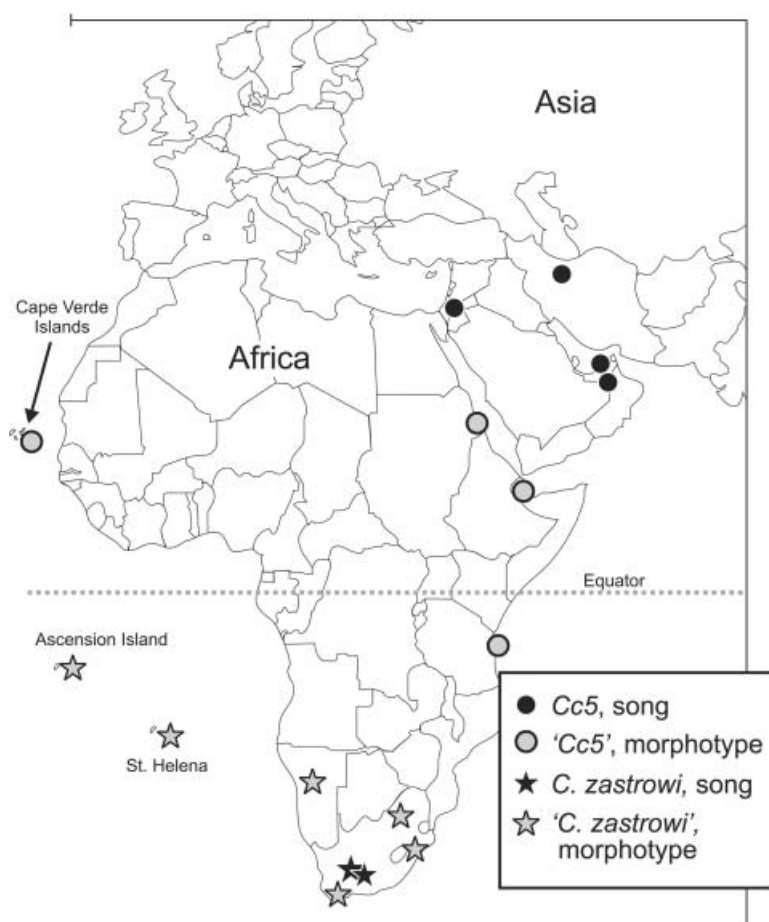 Asia
Cape Verde
Islands
Africa
Equator
Ascension Island
St. Helena
Cc5, song
'Cc5', morphotype
C. zastrowi, song
'C. zastrowi',
morphotype